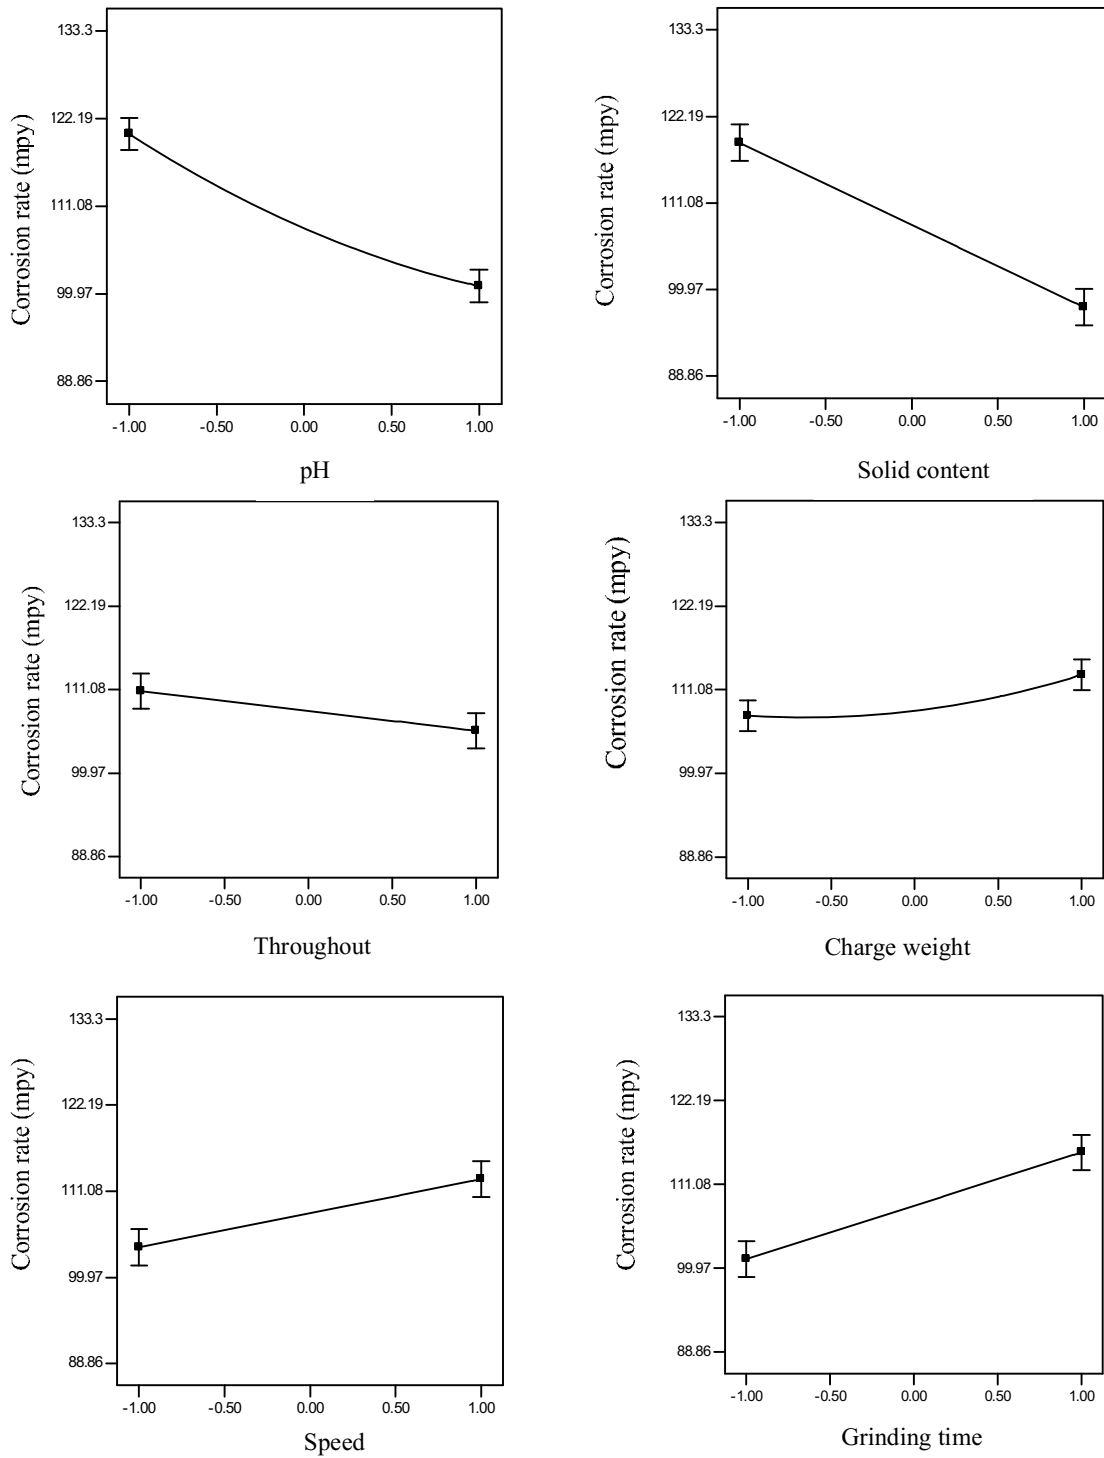 133.3
122.19
111.08
99.97
88.86
Corrosion rate (mpy)
-1.00 -0.50 0.00 0.50 1.00
pH
133.3
122.19
111.08
99.97
88.86
Corrosion rate (mpy)
-1.00 -0.50 0.00 0.50 1.00
Solid content
133.3
122.19
111.08
99.97
88.86
Corrosion rate (mpy)
-1.00 -0.50 0.00 0.50 1.00
Throughout
133.3
122.19
111.08
99.97
88.86
Corrosion rate (mpy)
-1.00 -0.50 0.00 0.50 1.00
Charge weight
133.3
122.19
111.08
99.97
88.86
Corrosion rate (mpy)
-1.00 -0.50 0.00 0.50 1.00
Speed
133.3
122.19
111.08
99.97
88.86
Corrosion rate (mpy)
-1.00 -0.50 0.00 0.50 1.00
Grinding time